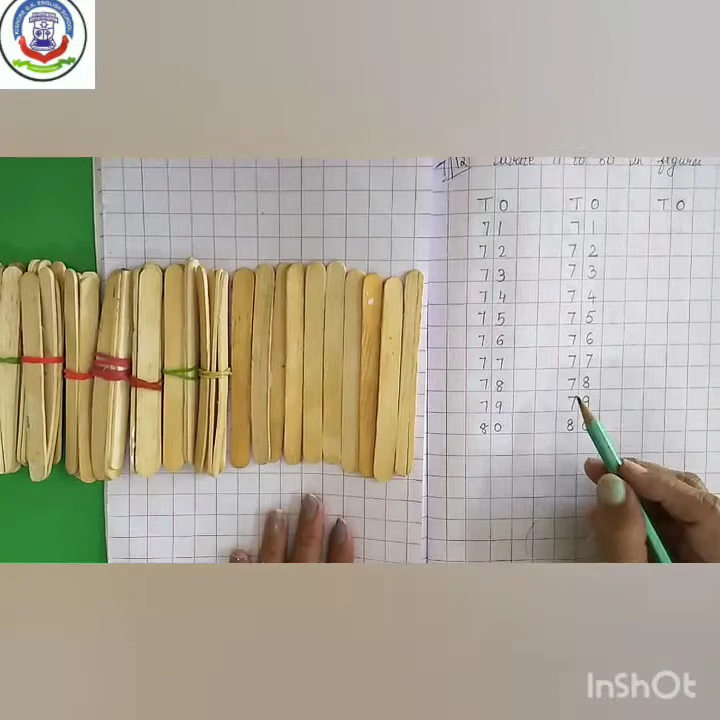 7/12 Write 71 to 80 in figures
T O T O T O
7 1 7 1
7 2 7 2
7 3 7 3
7 4 7 4
7 5 7 5
7 6 7 6
7 7 7 7
7 8 7 8
7 9 7 9
8 0 8 0
InShOt